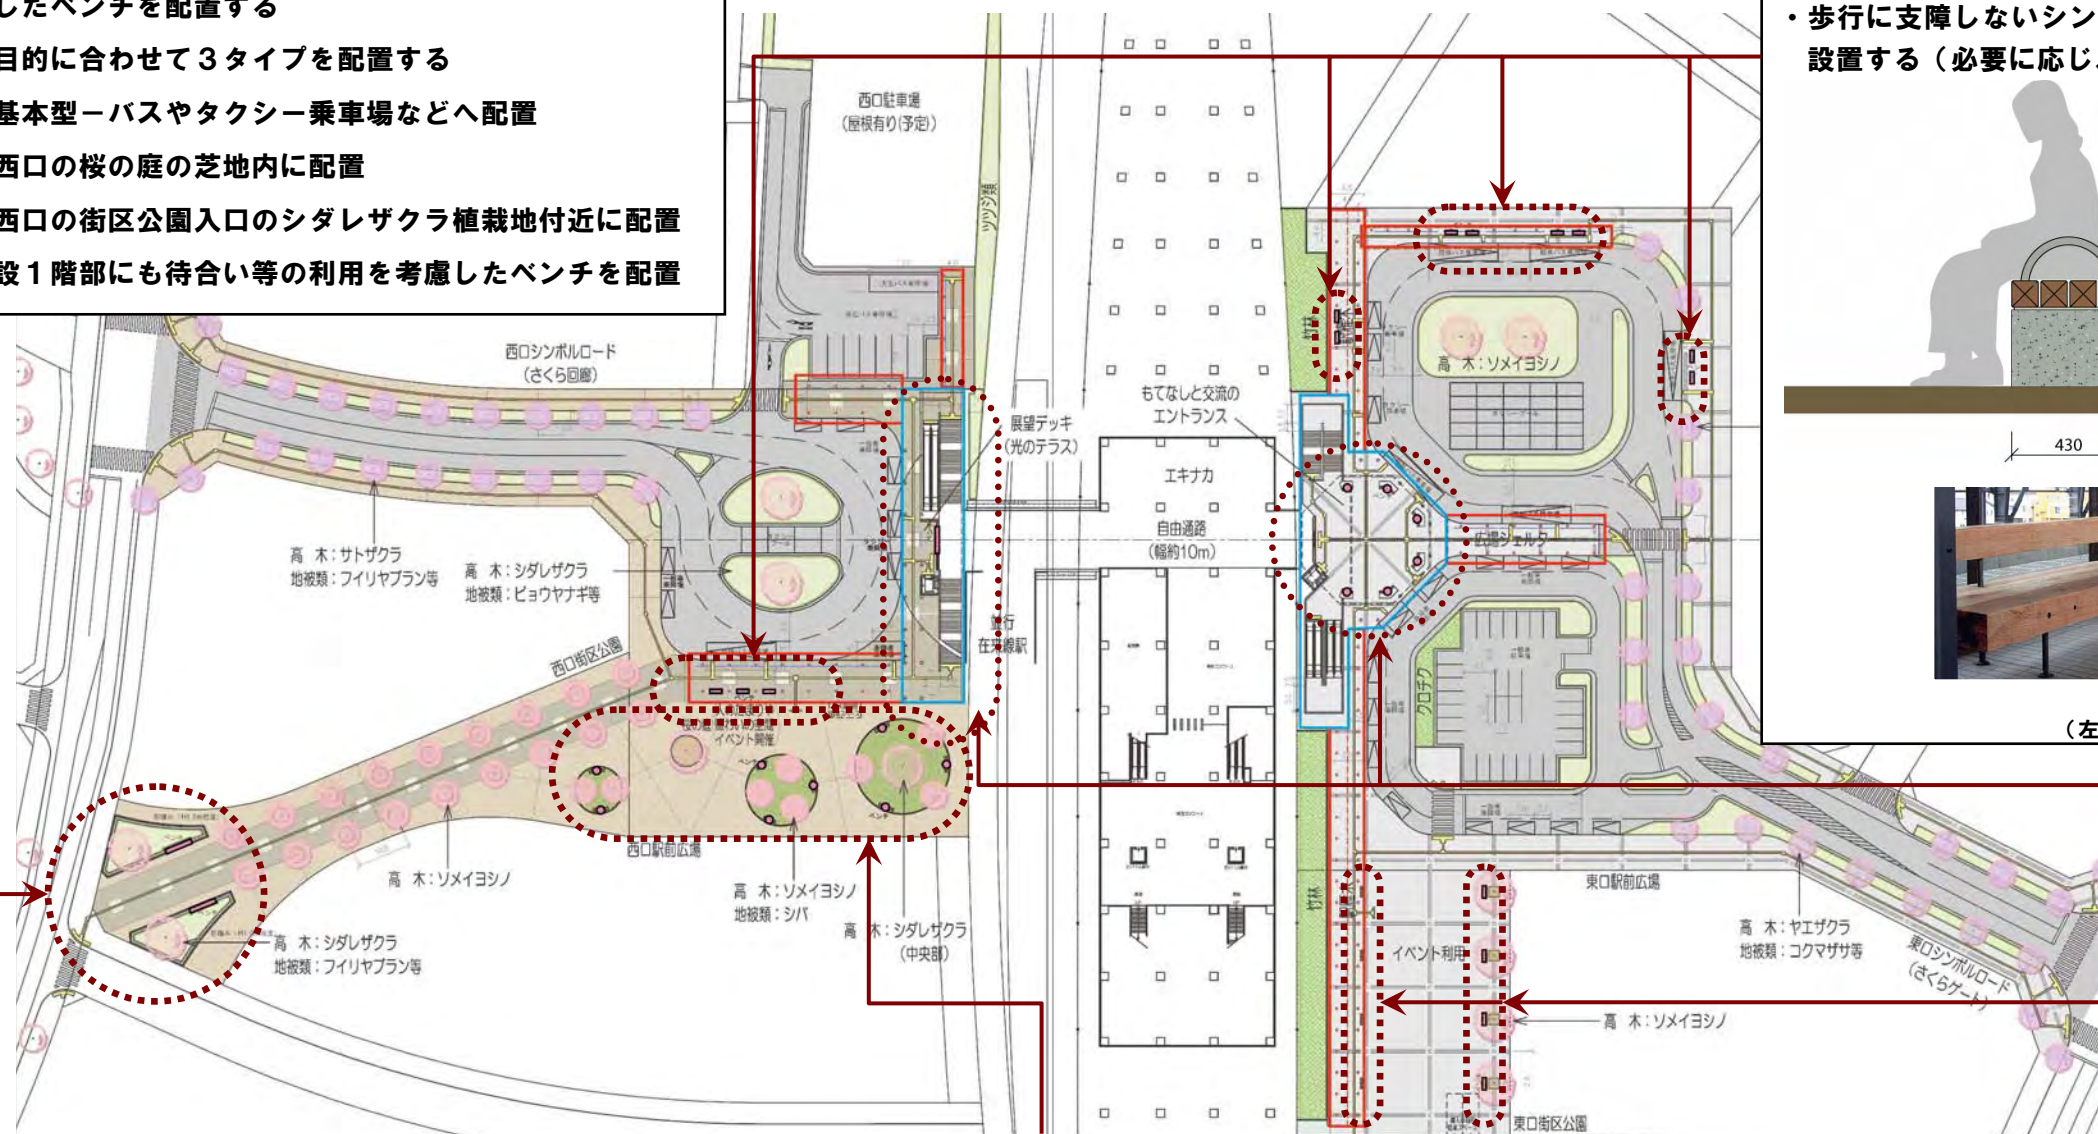 したベンチを配置する
目的に合わせて３タイプを配置する
基本型－バスやタクシー乗車場などへ配置
西口の桜の庭の芝地内に配置
西口の街区公園入口のシダレザクラ植栽地付近に配置
設１階部にも待合い等の利用を考慮したベンチを配置
・歩行に支障しないシン
設置する（必要に応じ
430
（左
西口駐車場
（屋根有り(予定)）
ツツジ類
西口シンボルロード
（さくら回廊）
展望デッキ
（光のテラス）
もてなしと交流の
エントランス
エキナカ
自由通路
（幅約10m）
竹林
高　木：ソメイヨシノ
広場シェルター
高　木：サトザクラ
地被類：フイリヤブラン等
高　木：シダレザクラ
地被類：ビョウヤナギ等
並行
在来線駅
西口街区公園
クロチク
イベント開催
ベンチ
ベンチ
西口駅前広場
高　木：ソメイヨシノ
高　木：ソメイヨシノ
地被類：シバ
高　木：シダレザクラ
（中央部）
高　木：シダレザクラ
地被類：フイリヤブラン等
竹林
イベント利用
東口駅前広場
高　木：ヤエザクラ
地被類：コクマザサ等
東口シンボルロード
（さくらゲート）
高　木：ソメイヨシノ
東口街区公園